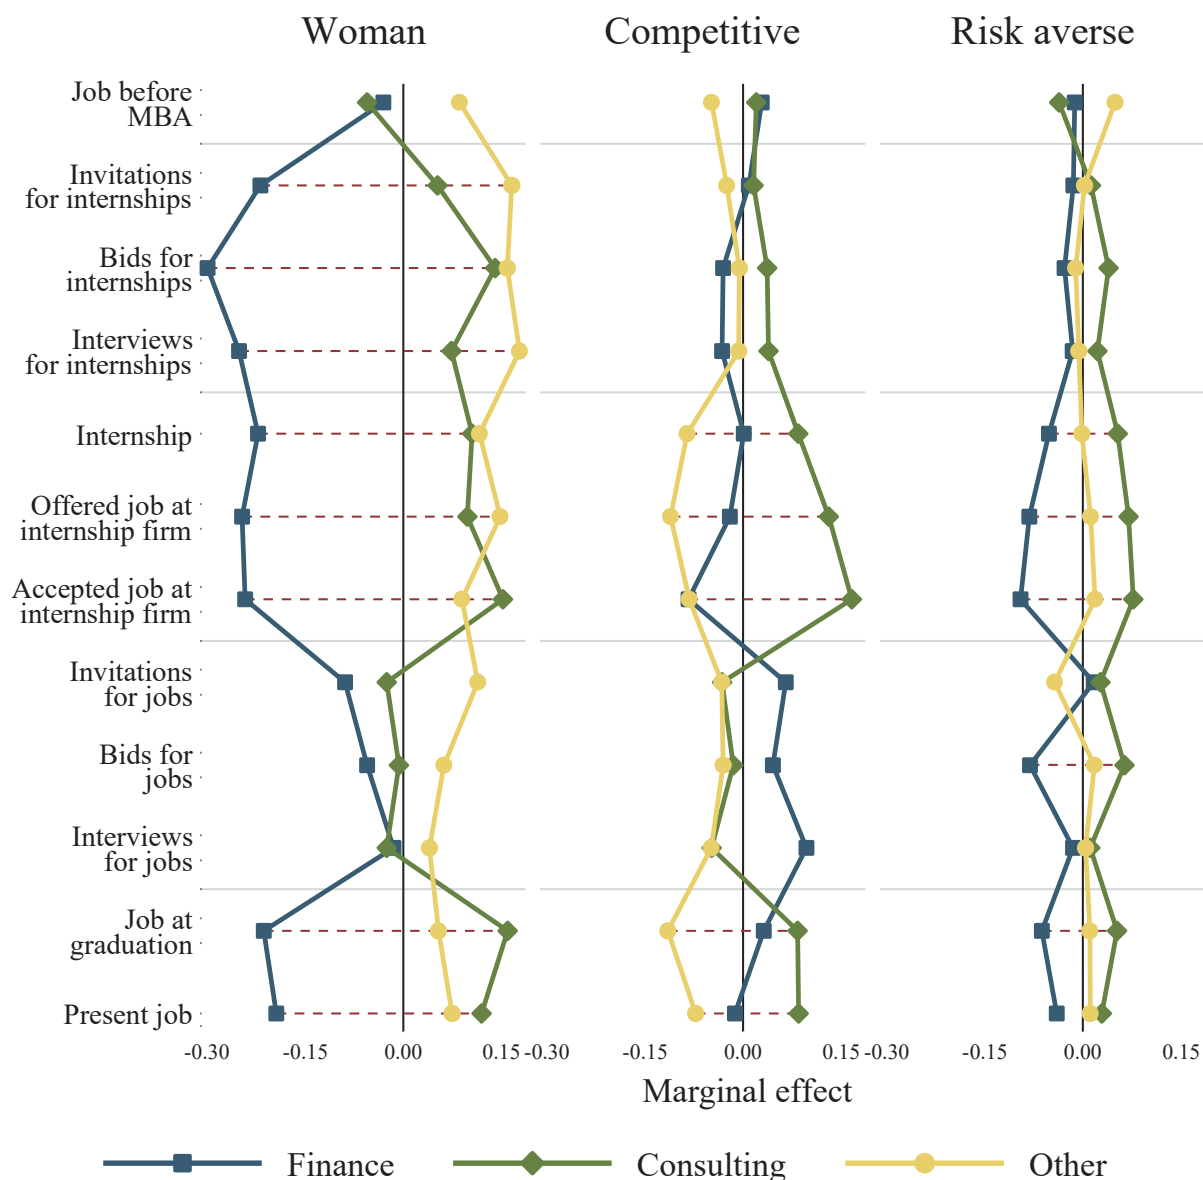 Woman Competitive Risk averse
Job before
MBA
Invitations
for internships
Bids for
internships
Interviews
for internships
Internship
Offered job at
internship firm
Accepted job at
internship firm
Invitations
for jobs
Bids for
jobs
Interviews
for jobs
Job at
graduation
Present job
-0.30 -0.15 0.00 0.15 -0.30 -0.15 0.00 0.15 -0.30 -0.15 0.00 0.15
Marginal effect
Finance Consulting Other